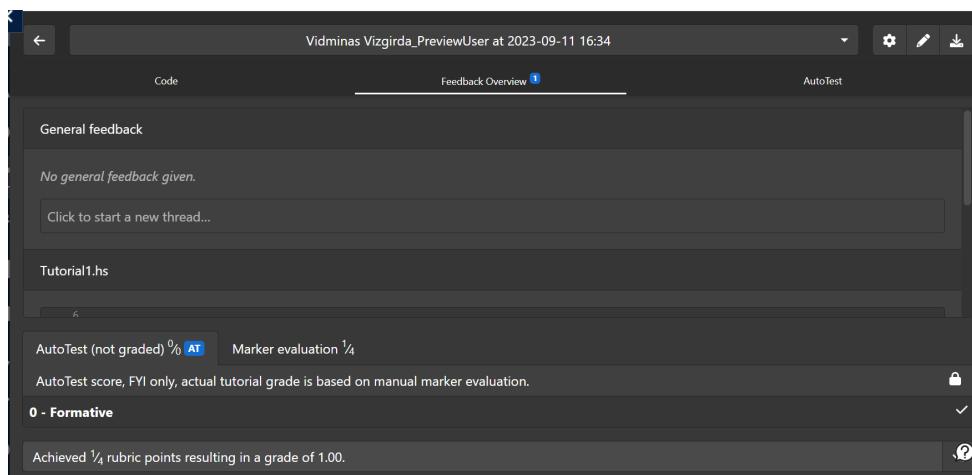 Vidminas Vizgirda_PreviewUser at 2023-09-11 16:34
Code
Feedback Overview 1
AutoTest
General feedback
No general feedback given.
Click to start a new thread...
Tutorial1.hs
6
AutoTest (not graded) 0/0 AT
Marker evaluation 1/4
AutoTest score, FYI only, actual tutorial grade is based on manual marker evaluation.
0 - Formative
Achieved 1/4 rubric points resulting in a grade of 1.00.